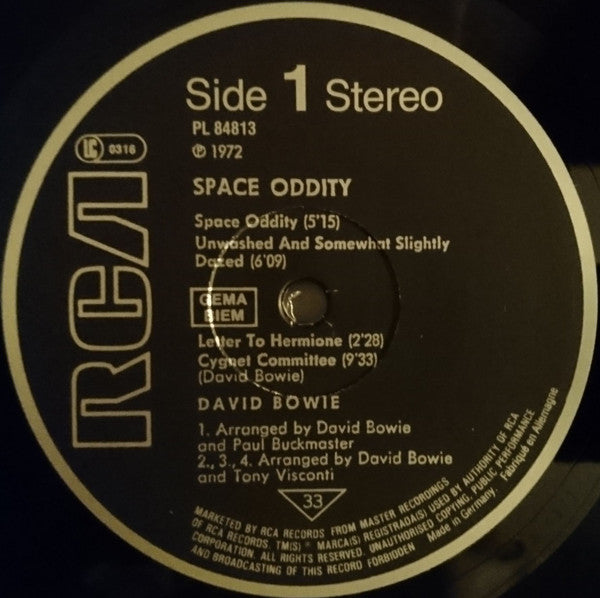 Side 1 Stereo
PL 84813
℗ 1972
LC 0316
RCA
SPACE ODDITY
Space Oddity (5'15)
Unwashed And Somewhat Slightly
Dazed (6'09)
GEMA
BIEM
Letter To Hermione (2'28)
Cygnet Committee (9'33)
(David Bowie)
DAVID BOWIE
1. Arranged by David Bowie
and Paul Buckmaster
2., 3., 4. Arranged by David Bowie
and Tony Visconti
33
MARKETED BY RCA RECORDS FROM MASTER RECORDINGS
OF RCA RECORDS. TM(S) ® MARCA(S) REGISTRADA(S) USED BY AUTHORITY OF RCA
CORPORATION. ALL RIGHTS RESERVED. UNAUTHORISED COPYING, PUBLIC PERFORMANCE
AND BROADCASTING OF THIS RECORD FORBIDDEN
Made in Germany. Fabriqué en Allemagne